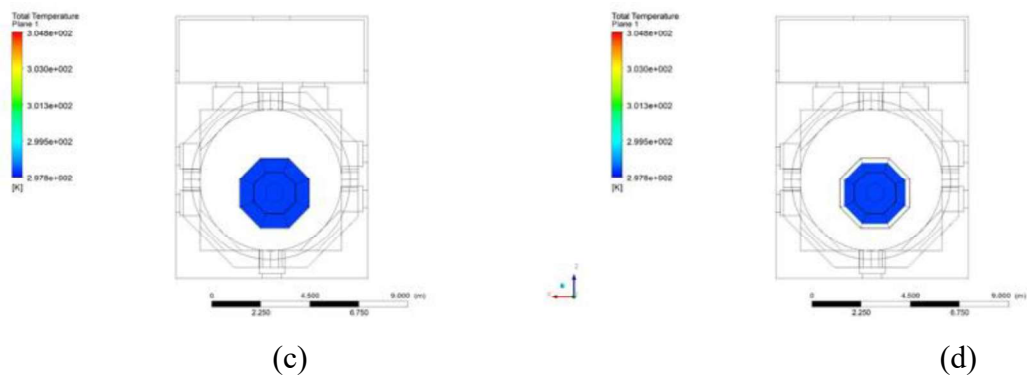 Total Temperature
Plane 1
3.048e+002
3.030e+002
3.013e+002
2.995e+002
2.978e+002
[K]
0
4.500
9.000 (m)
2.250
6.750
(c)
Total Temperature
Plane 1
3.048e+002
3.030e+002
3.013e+002
2.995e+002
2.978e+002
[K]
Z
X
0
4.500
9.000 (m)
2.250
6.750
(d)